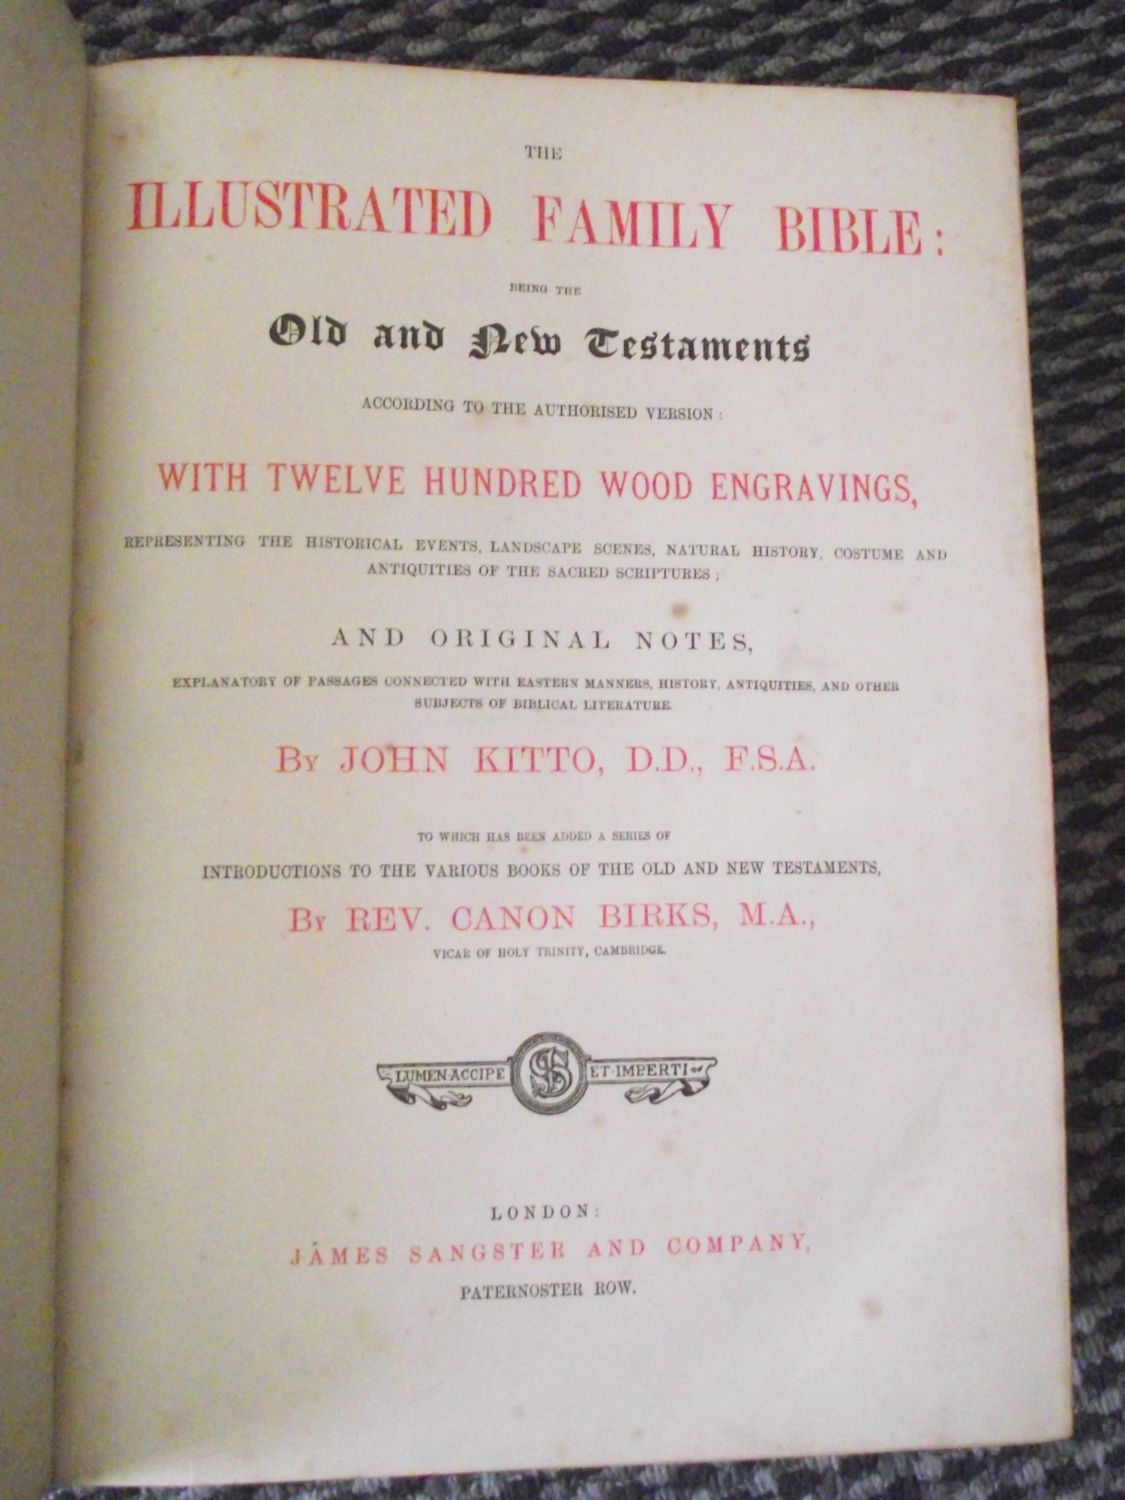 THE
ILLUSTRATED FAMILY BIBLE:
BEING THE
Old and New Testaments
ACCORDING TO THE AUTHORISED VERSION:
WITH TWELVE HUNDRED WOOD ENGRAVINGS,
REPRESENTING THE HISTORICAL EVENTS, LANDSCAPE SCENES, NATURAL HISTORY, COSTUME AND
ANTIQUITIES OF THE SACRED SCRIPTURES;
AND ORIGINAL NOTES,
EXPLANATORY OF PASSAGES CONNECTED WITH EASTERN MANNERS, HISTORY, ANTIQUITIES, AND OTHER
SUBJECTS OF BIBLICAL LITERATURE.
BY JOHN KITTO, D.D., F.S.A.
TO WHICH HAS BEEN ADDED A SERIES OF
INTRODUCTIONS TO THE VARIOUS BOOKS OF THE OLD AND NEW TESTAMENTS,
BY REV. CANON BIRKS, M.A.,
VICAR OF HOLY TRINITY, CAMBRIDGE.
LUMEN·ACCIPE ET·IMPERTI
LONDON:
JAMES SANGSTER AND COMPANY,
PATERNOSTER ROW.